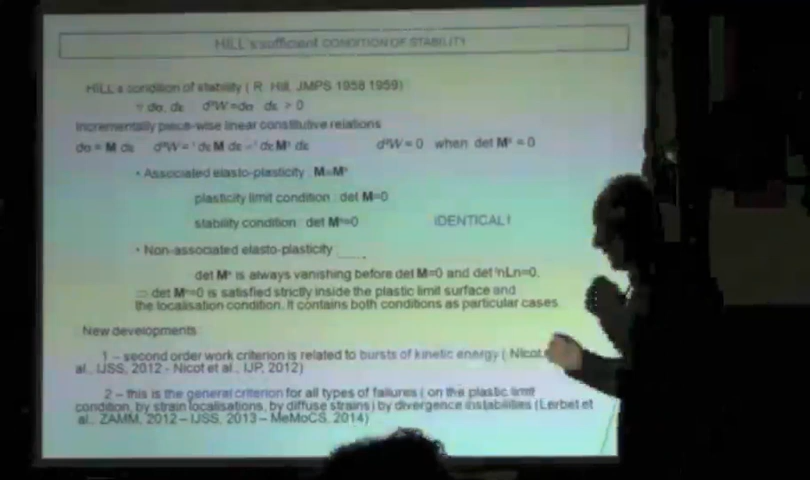 HILL's sufficient CONDITION OF STABILITY
HILL's condition of stability ( R. Hill, JMPS 1958 1959)
∀ dσ, dε d²W=dσ dε > 0
Incrementally piece-wise linear constitutive relations
dσ = M dε d²W = ᵗdε M dε = ᵗdε Mˢ dε d²W = 0 when det Mˢ = 0
• Associated elasto-plasticity : M=Mˢ
plasticity limit condition : det M=0
stability condition : det Mˢ=0 IDENTICAL !
• Non-associated elasto-plasticity
det Mˢ is always vanishing before det M=0 and det ᵗnLn=0.
⇒ det Mˢ=0 is satisfied strictly inside the plastic limit surface and
the localisation condition. It contains both conditions as particular cases.
New developments
1 – second order work criterion is related to bursts of kinetic energy ( Nicot
al., IJSS, 2012 - Nicot et al., IJP, 2012)
2 – this is the general criterion for all types of failures ( on the plastic limit
condition, by strain localisations, by diffuse strains) by divergence instabilities (Lerbet et
al., ZAMM, 2012 – IJSS, 2013 – MeMoCS, 2014)